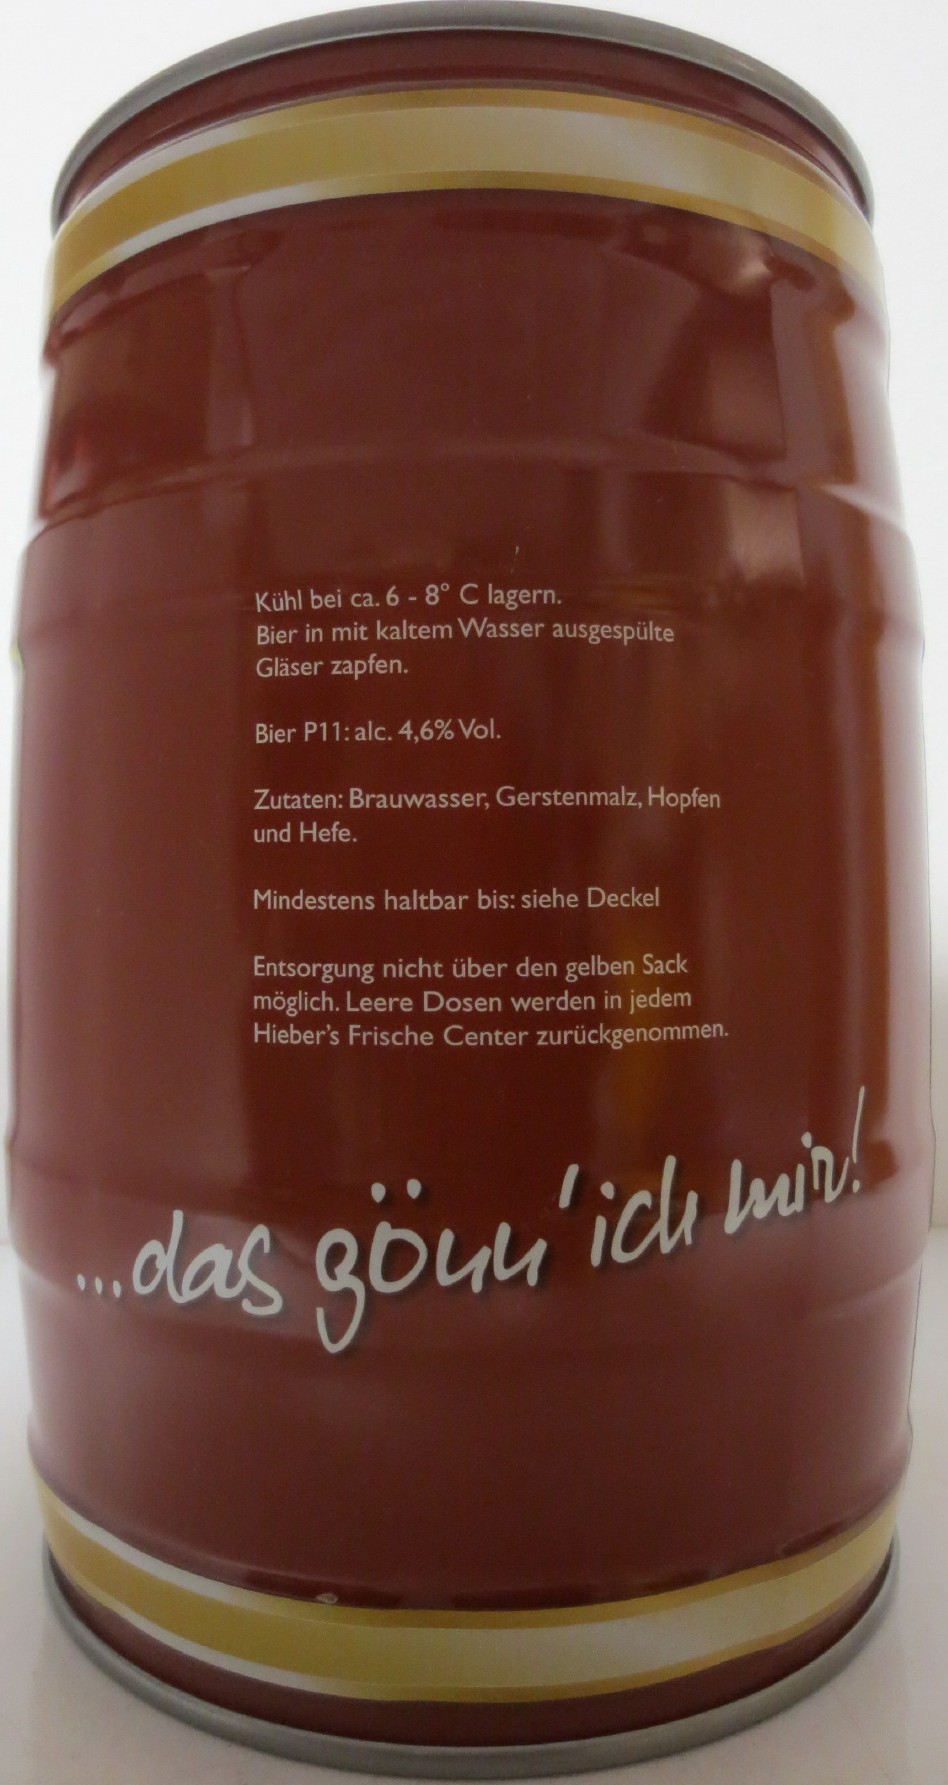 Kühl bei ca. 6 - 8° C lagern.
Bier in mit kaltem Wasser ausgespülte
Gläser zapfen.
Bier P11: alc. 4,6% Vol.
Zutaten: Brauwasser, Gerstenmalz, Hopfen
und Hefe.
Mindestens haltbar bis: siehe Deckel
Entsorgung nicht über den gelben Sack
möglich. Leere Dosen werden in jedem
Hieber's Frische Center zurückgenommen.
...das gönn' ich mir!